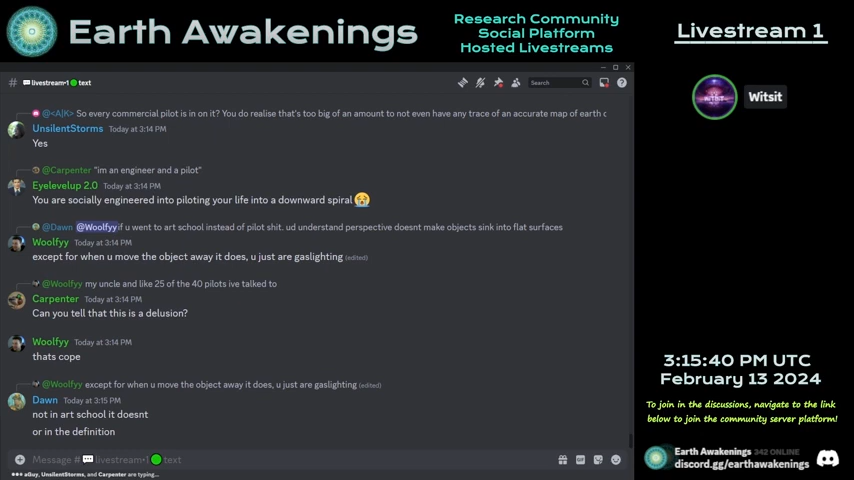 Earth Awakenings
Research Community
Social Platform
Hosted Livestreams
Livestream 1
# livestream•1 text
Search
Witsit
@<A|K> So every commercial pilot is in on it? You do realise that's too big of an amount to not even have any trace of an accurate map of earth c
UnsilentStorms Today at 3:14 PM
Yes
@Carpenter "im an engineer and a pilot"
Eyelevelup 2.0 Today at 3:14 PM
You are socially engineered into piloting your life into a downward spiral 😭
@Dawn @Woolfyy if u went to art school instead of pilot shit. ud understand perspective doesnt make objects sink into flat surfaces
Woolfyy Today at 3:14 PM
except for when u move the object away it does, u just are gaslighting (edited)
@Woolfyy my uncle and like 25 of the 40 pilots ive talked to
Carpenter Today at 3:14 PM
Can you tell that this is a delusion?
Woolfyy Today at 3:14 PM
thats cope
@Woolfyy except for when u move the object away it does, u just are gaslighting (edited)
Dawn Today at 3:15 PM
not in art school it doesnt
or in the definition
Message # livestream•1 text
aGuy, UnsilentStorms, and Carpenter are typing...
3:15:40 PM UTC
February 13 2024
To join in the discussions, navigate to the link
below to join the community server platform!
Earth Awakenings 342 ONLINE
discord.gg/earthawakenings